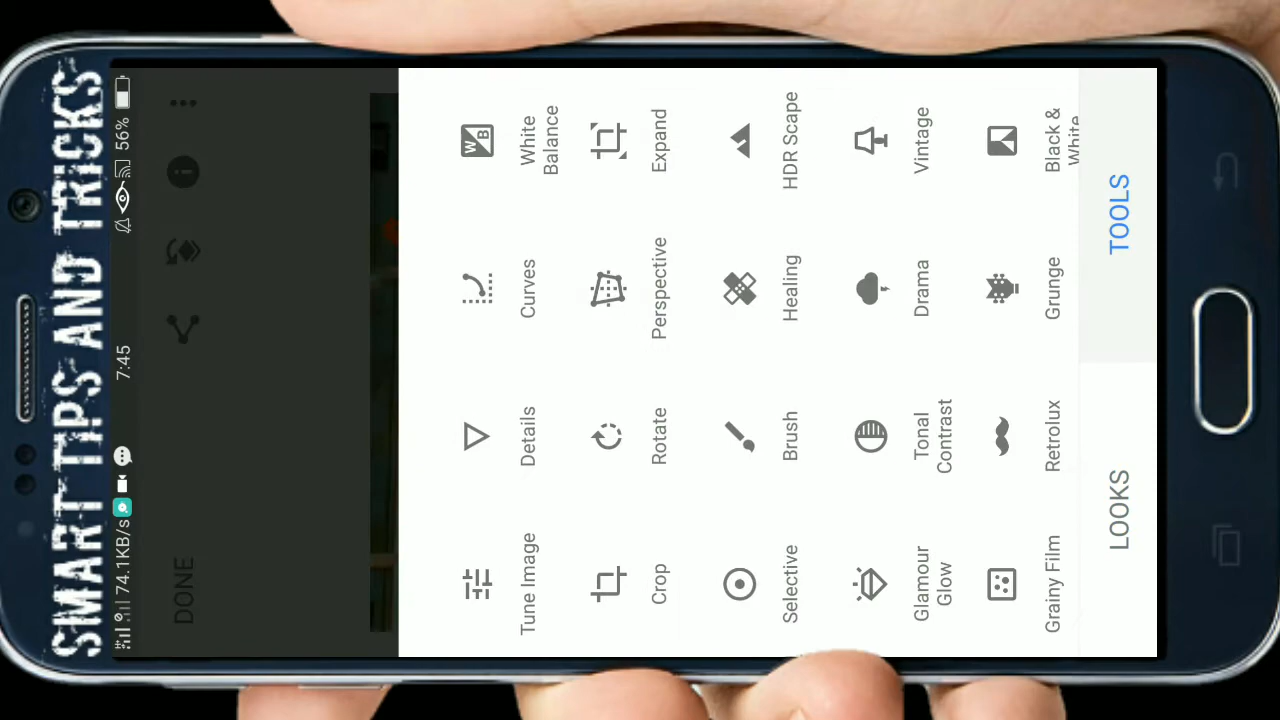 SMART TIPS AND TRICKS
74.1KB/s 7:45 56%
DONE
Tune Image Details Curves White
Balance
Crop Rotate Perspective Expand
Selective Brush Healing HDR Scape
Glamour
Glow Tonal
Contrast Drama Vintage
Grainy Film Retrolux Grunge Black &
White
LOOKS TOOLS